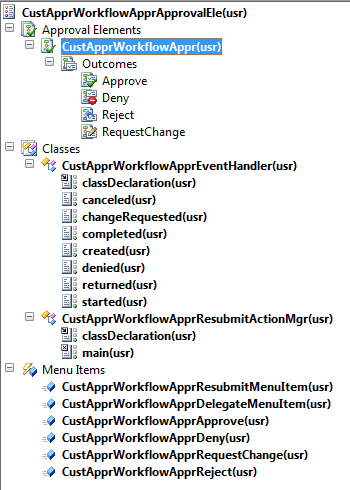 CustApprWorkflowApprApprovalEle(usr)
Approval Elements
CustApprWorkflowAppr(usr)
Outcomes
Approve
Deny
Reject
RequestChange
Classes
CustApprWorkflowApprEventHandler(usr)
classDeclaration(usr)
canceled(usr)
changeRequested(usr)
completed(usr)
created(usr)
denied(usr)
returned(usr)
started(usr)
CustApprWorkflowApprResubmitActionMgr(usr)
classDeclaration(usr)
main(usr)
Menu Items
CustApprWorkflowApprResubmitMenuItem(usr)
CustApprWorkflowApprDelegateMenuItem(usr)
CustApprWorkflowApprApprove(usr)
CustApprWorkflowApprDeny(usr)
CustApprWorkflowApprRequestChange(usr)
CustApprWorkflowApprReject(usr)